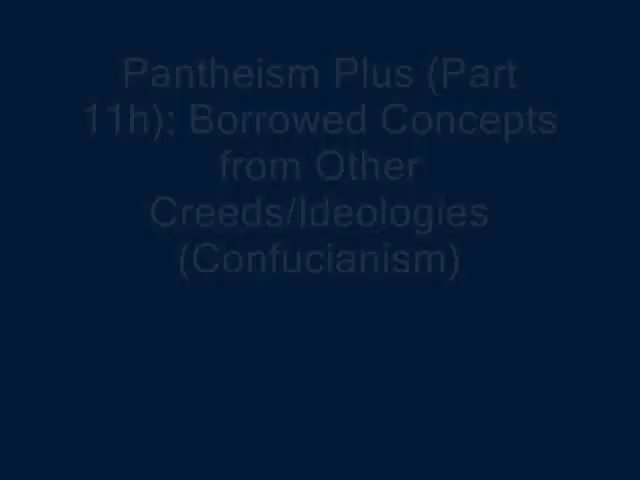 Pantheism Plus (Part
11h): Borrowed Concepts
from Other
Creeds/Ideologies
(Confucianism)